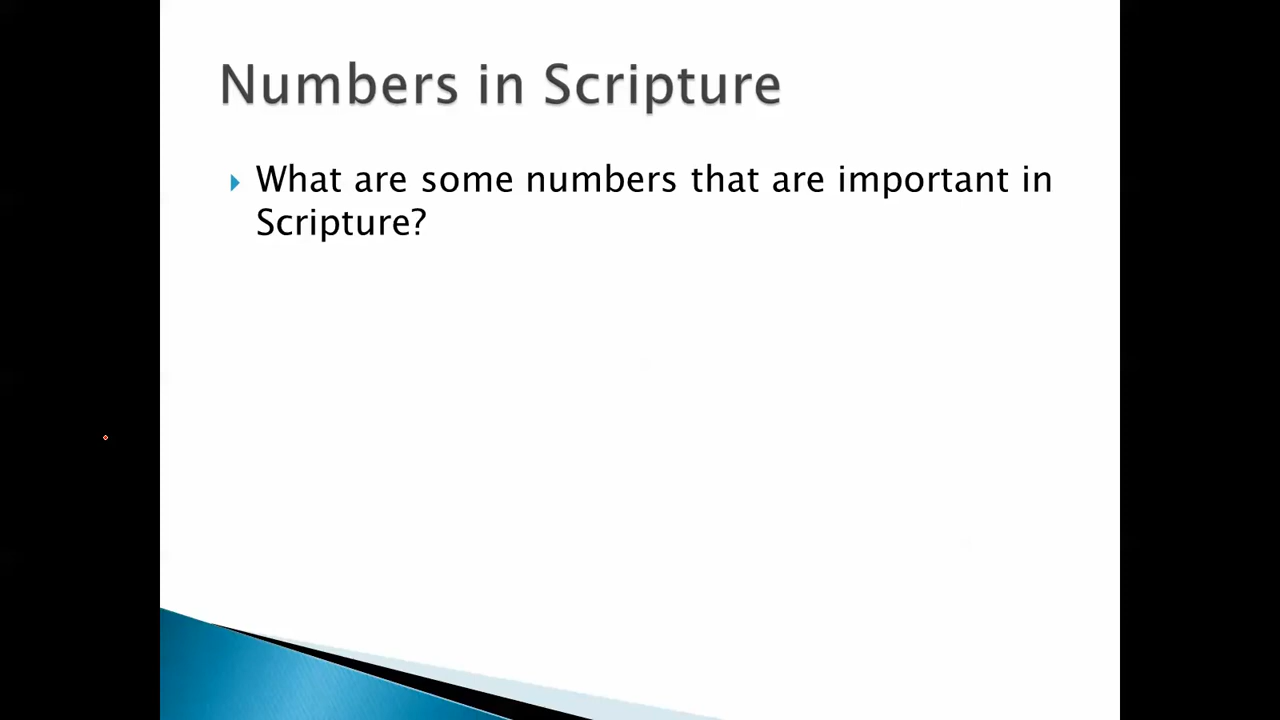 Numbers in Scripture
What are some numbers that are important in
Scripture?